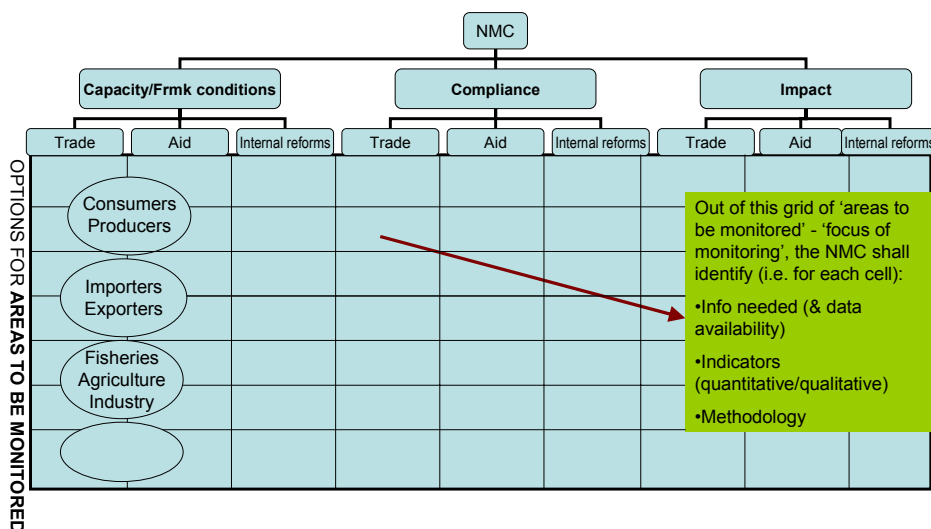 NMC
Capacity/Frmk conditions
Compliance
Impact
Trade
Aid
Internal reforms
Trade
Aid
Internal reforms
Trade
Aid
Internal reforms
OPTIONS FOR AREAS TO BE MONITORED
Consumers
Producers
Importers
Exporters
Fisheries
Agriculture
Industry
Out of this grid of ‘areas to
be monitored’ - ‘focus of
monitoring’, the NMC shall
identify (i.e. for each cell):
•Info needed (& data
availability)
•Indicators
(quantitative/qualitative)
•Methodology